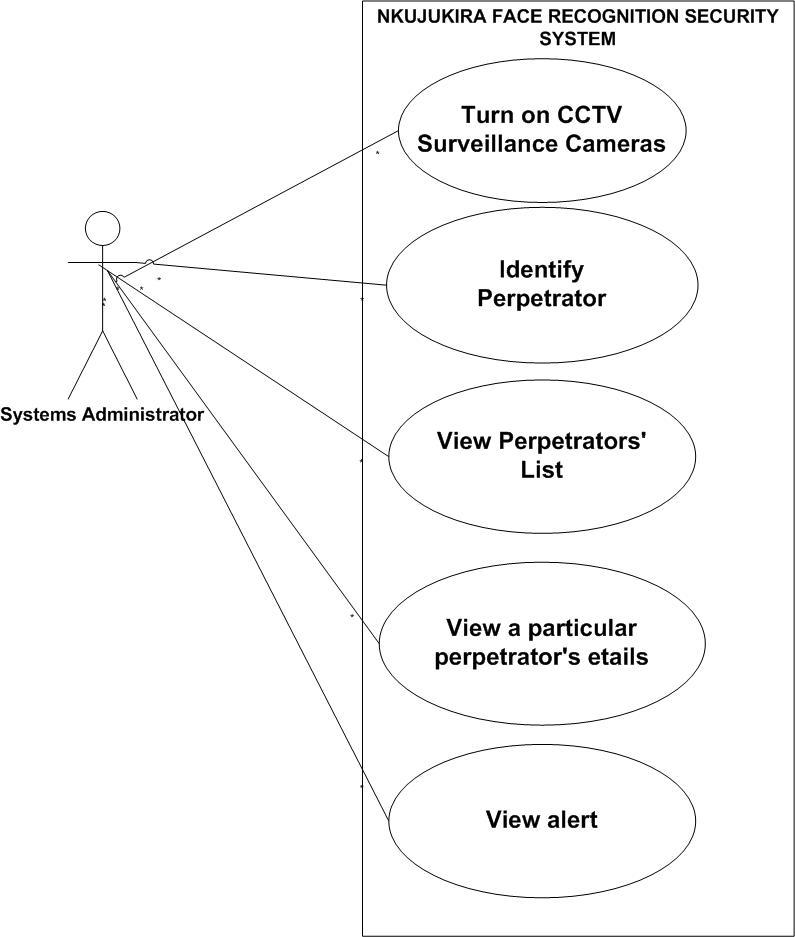 NKUJUKIRA FACE RECOGNITION SECURITY
SYSTEM
Turn on CCTV
Surveillance Cameras
Identify
Perpetrator
View Perpetrators'
List
Systems Administrator
View a particular
perpetrator's etails
View alert